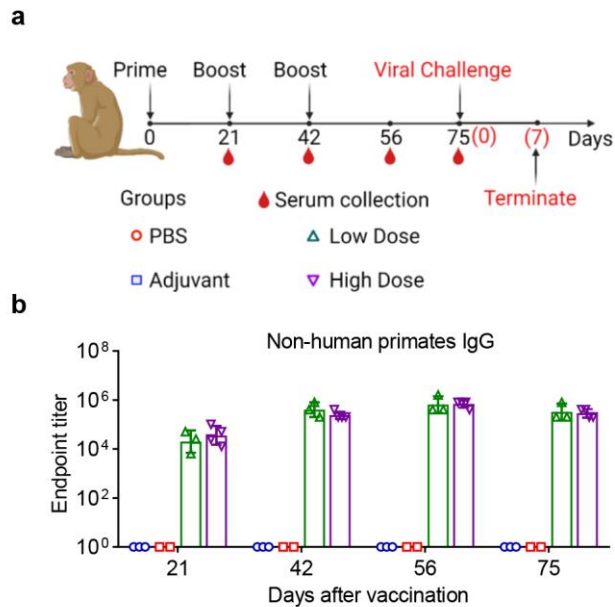 a
Prime Boost Boost Viral Challenge
0 21 42 56 75(0) (7) Days
Groups Serum collection Terminate
PBS Low Dose
Adjuvant High Dose
b
Non-human primates IgG
10^8
10^6
10^4
10^2
10^0
Endpoint titer
21 42 56 75
Days after vaccination